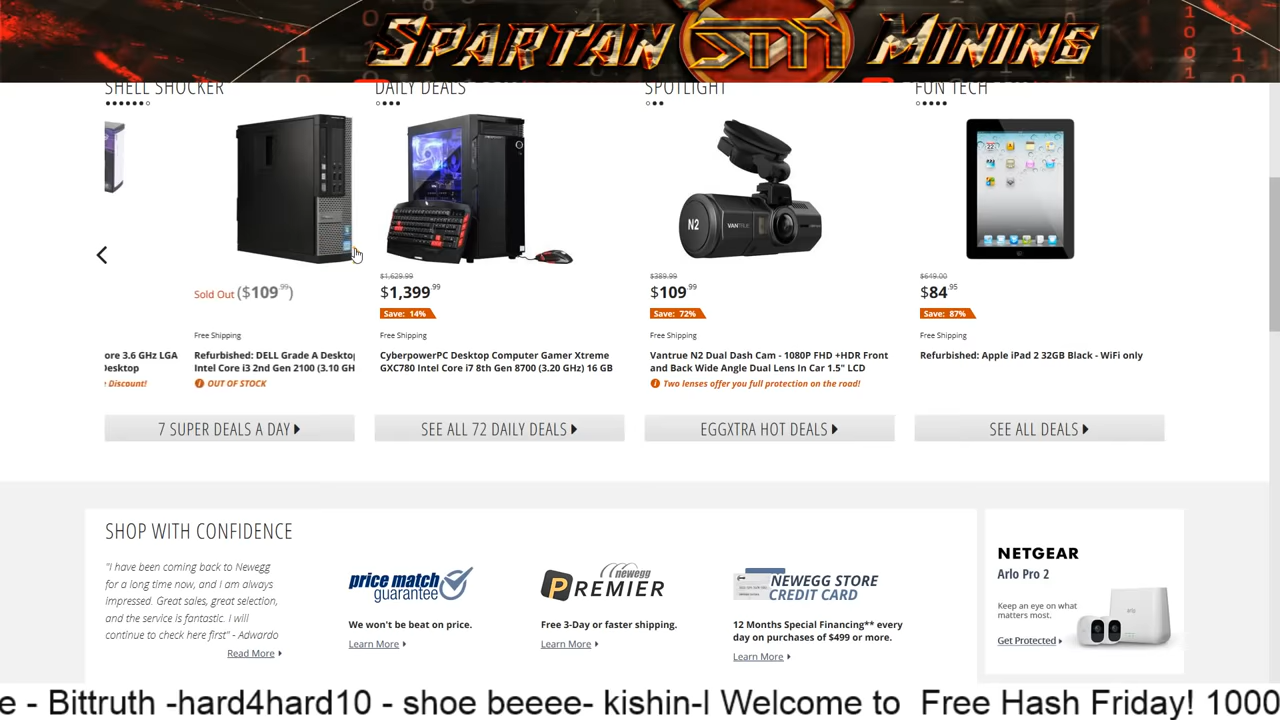 SPARTAN SM MINING
SHELL SHOCKER
DAILY DEALS
SPOTLIGHT
FUN TECH
N2
VANTRUE
Sold Out ($109.99)
Free Shipping
ore 3.6 GHz LGA
Desktop
e Discount!
Refurbished: DELL Grade A Desktop
Intel Core i3 2nd Gen 2100 (3.10 GH
OUT OF STOCK
7 SUPER DEALS A DAY
$1,629.99
$1,399.99
Save: 14%
Free Shipping
CyberpowerPC Desktop Computer Gamer Xtreme
GXC780 Intel Core i7 8th Gen 8700 (3.20 GHz) 16 GB
SEE ALL 72 DAILY DEALS
$389.99
$109.99
Save: 72%
Free Shipping
Vantrue N2 Dual Dash Cam - 1080P FHD +HDR Front
and Back Wide Angle Dual Lens In Car 1.5" LCD
Two lenses offer you full protection on the road!
EGGXTRA HOT DEALS
$649.00
$84.95
Save: 87%
Free Shipping
Refurbished: Apple iPad 2 32GB Black - WiFi only
SEE ALL DEALS
SHOP WITH CONFIDENCE
"I have been coming back to Newegg
for a long time now, and I am always
impressed. Great sales, great selection,
and the service is fantastic. I will
continue to check here first" - Adwardo
Read More
price match
guarantee
We won't be beat on price.
Learn More
newegg
PREMIER
Free 3-Day or faster shipping.
Learn More
NEWEGG STORE
CREDIT CARD
12 Months Special Financing** every
day on purchases of $499 or more.
Learn More
NETGEAR
Arlo Pro 2
Keep an eye on what
matters most.
Get Protected
arlo
e - Bittruth -hard4hard10 - shoe beeee- kishin-l Welcome to  Free Hash Friday! 1000